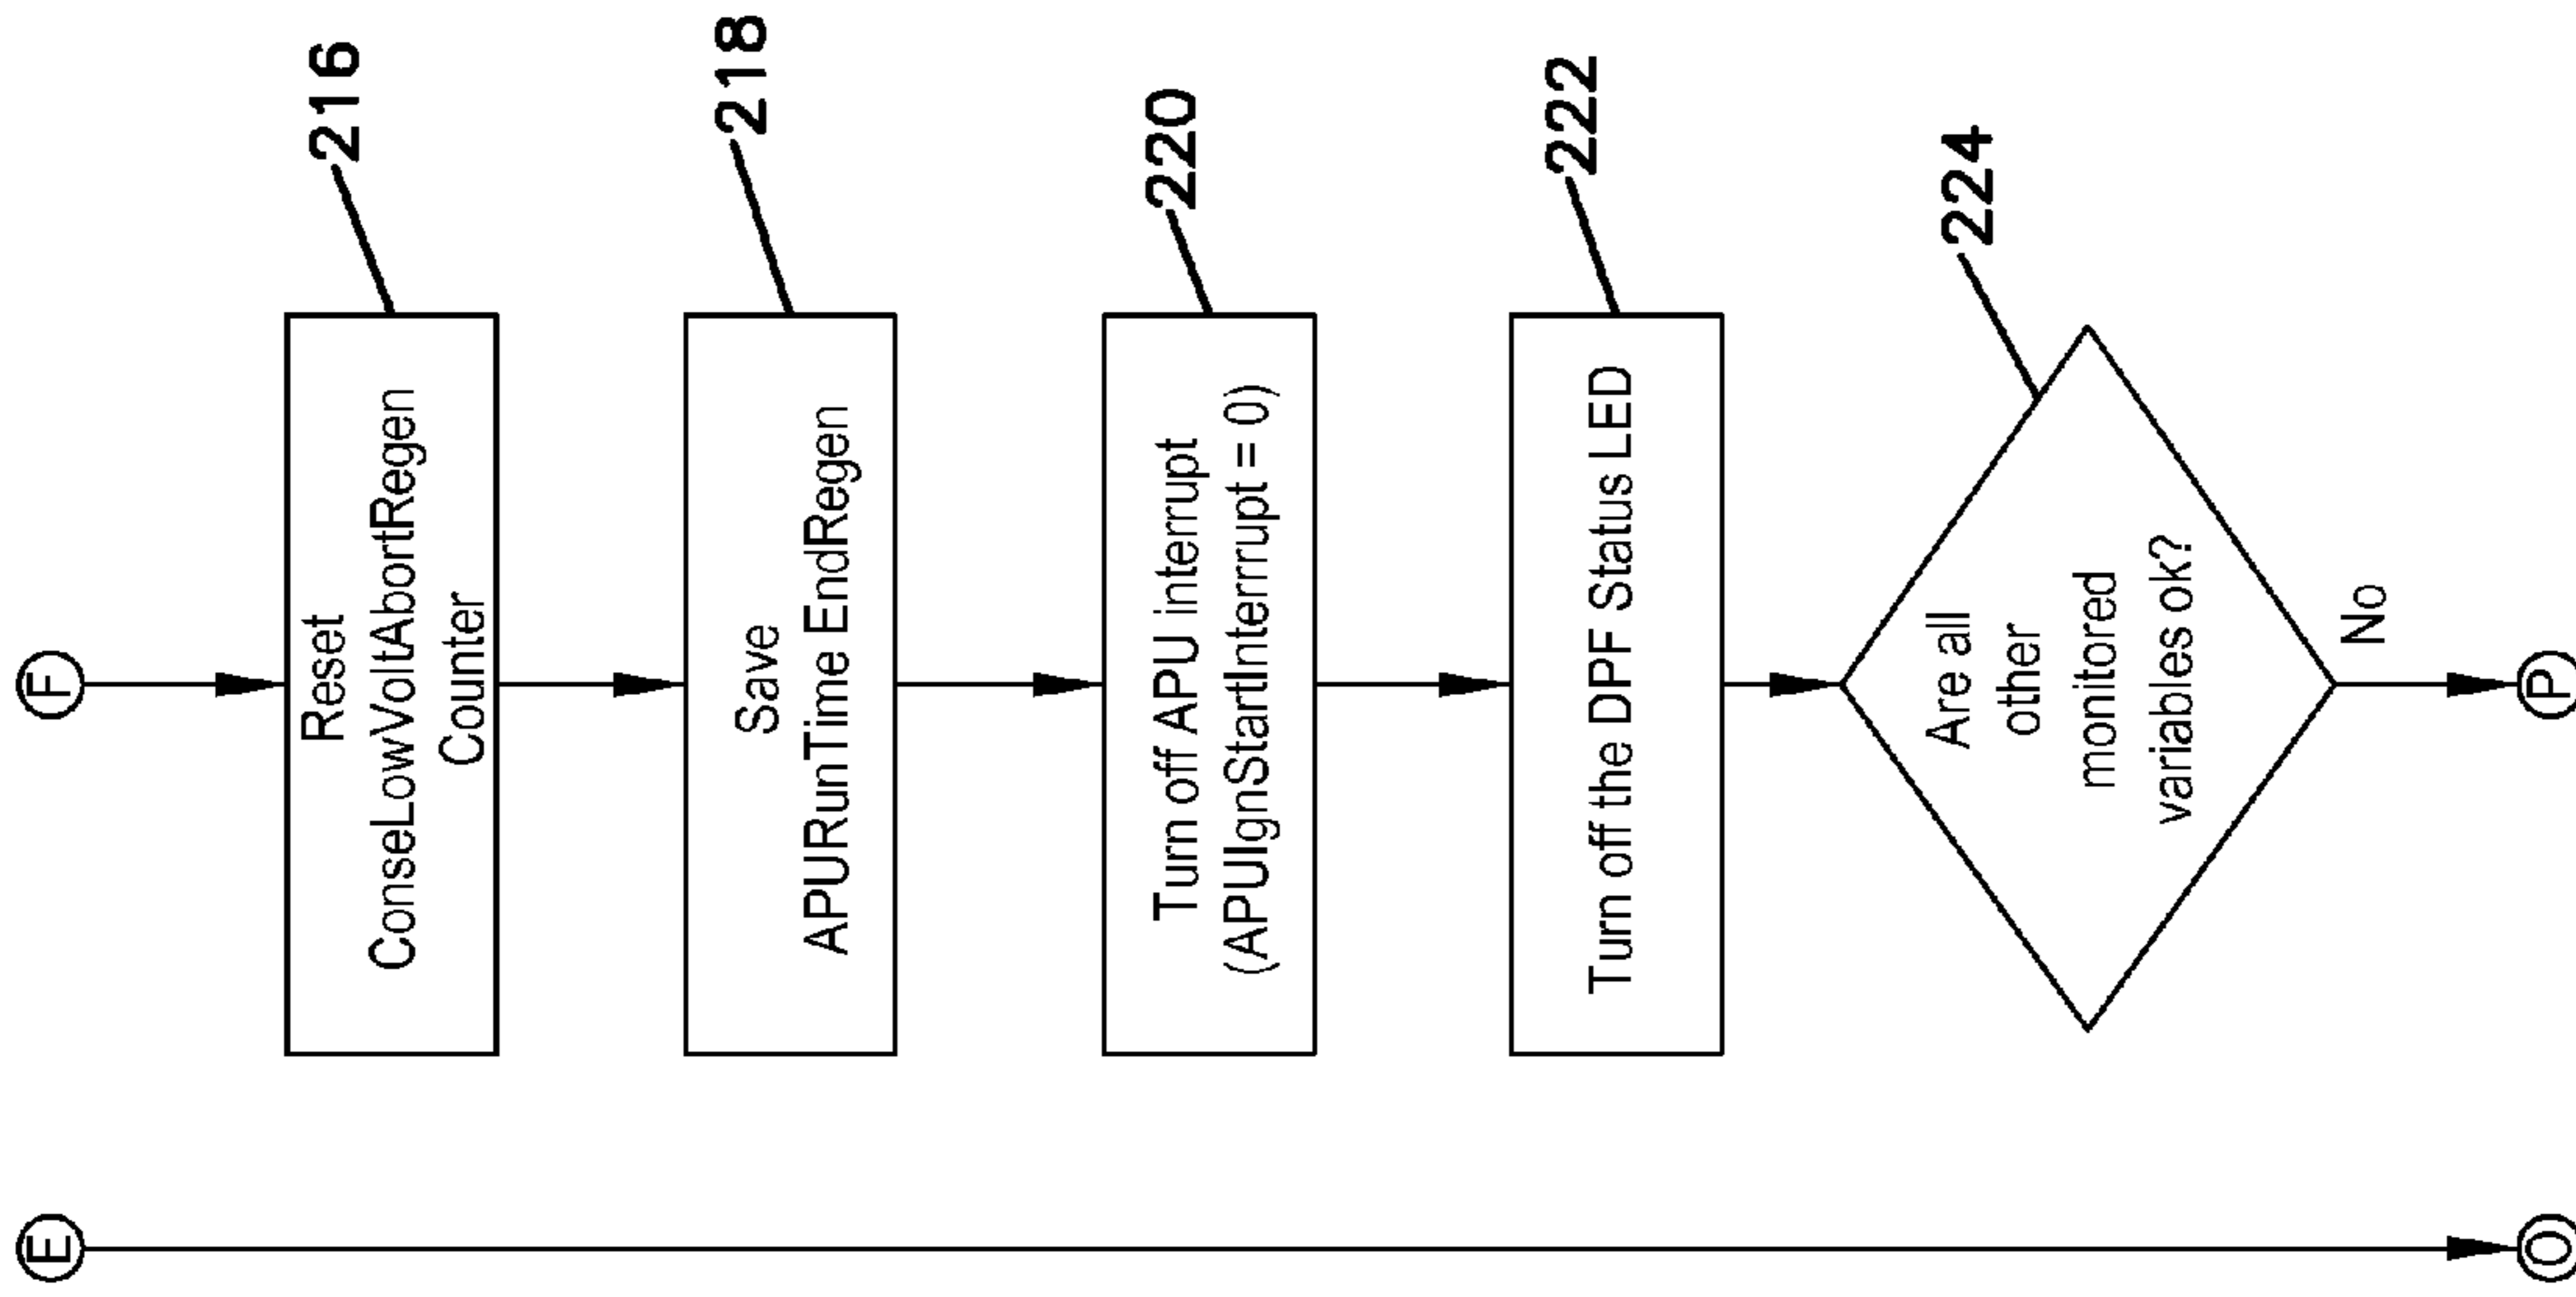 F
216
Reset
ConseLowVoltAbortRegen
Counter
218
Save
APURunTime EndRegen
220
Turn off APU interrupt
(APUIgnStartInterrrupt = 0)
222
Turn off the DPF Status LED
224
Are all
other
monitored
variables ok?
No
P
E
O